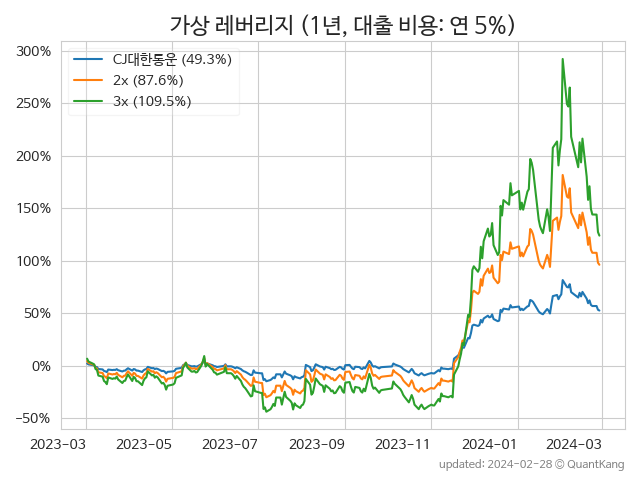 가상 레버리지 (1년, 대출 비용: 연 5%)
CJ대한통운 (49.3%)
2x (87.6%)
3x (109.5%)
300%
250%
200%
150%
100%
50%
0%
−50%
2023-03 2023-05 2023-07 2023-09 2023-11 2024-01 2024-03
updated: 2024-02-28 © QuantKang